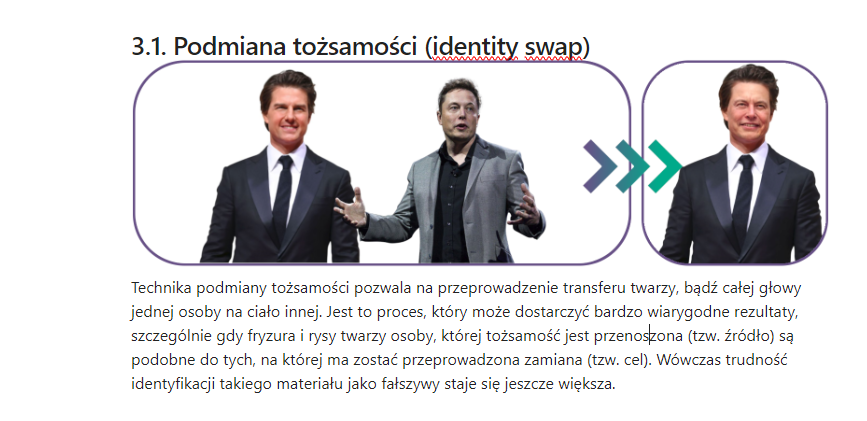 3.1. Podmiana tożsamości (identity swap)
Technika podmiany tożsamości pozwala na przeprowadzenie transferu twarzy, bądź całej głowy
jednej osoby na ciało innej. Jest to proces, który może dostarczyć bardzo wiarygodne rezultaty,
szczególnie gdy fryzura i rysy twarzy osoby, której tożsamość jest przenoszona (tzw. źródło) są
podobne do tych, na której ma zostać przeprowadzona zamiana (tzw. cel). Wówczas trudność
identyfikacji takiego materiału jako fałszywy staje się jeszcze większa.